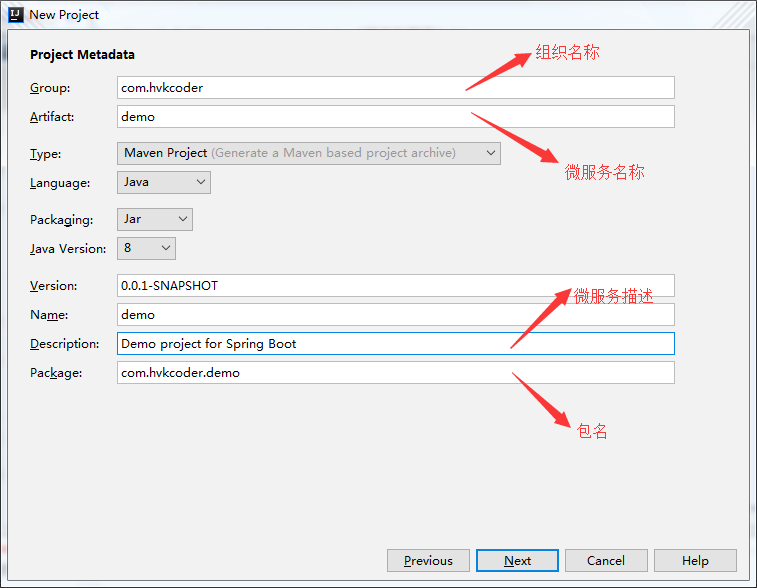 New Project
Project Metadata
组织名称
Group: com.hvkcoder
Artifact: demo
Type: Maven Project (Generate a Maven based project archive)
微服务名称
Language: Java
Packaging: Jar
Java Version: 8
Version: 0.0.1-SNAPSHOT
微服务描述
Name: demo
Description: Demo project for Spring Boot
Package: com.hvkcoder.demo
包名
Previous Next Cancel Help